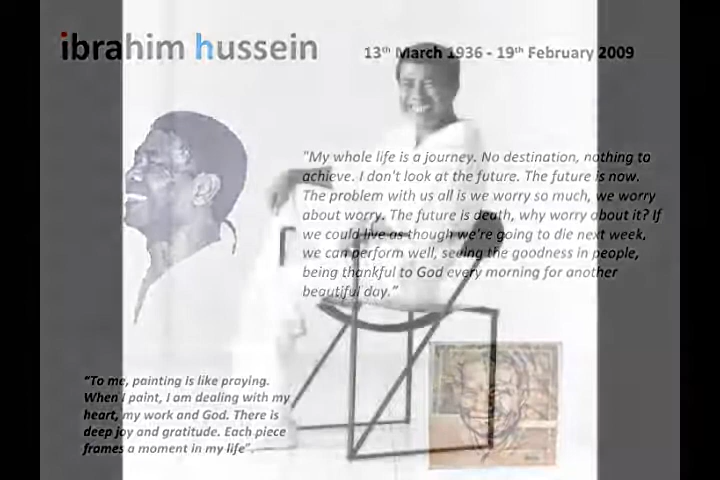 ibrahim hussein
13th March 1936 - 19th February 2009
"My whole life is a journey. No destination, nothing to
achieve. I don't look at the future. The future is now.
The problem with us all is we worry so much, we worry
about worry. The future is death, why worry about it? If
we could live as though we're going to die next week,
we can perform well, seeing the goodness in people,
being thankful to God every morning for another
beautiful day."
"To me, painting is like praying.
When I paint, I am dealing with my
heart, my work and God. There is
deep joy and gratitude. Each piece
frames a moment in my life".